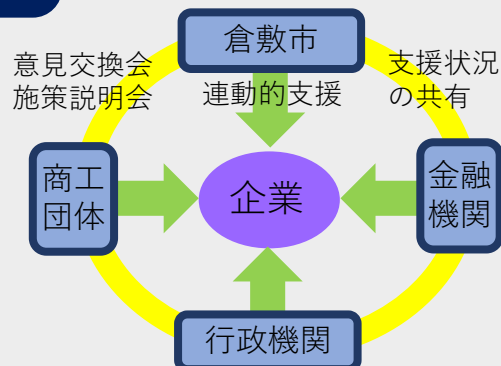 倉敷市
意見交換会
施策説明会
連動的支援
支援状況
の共有
商工
団体
企業
金融
機関
行政機関